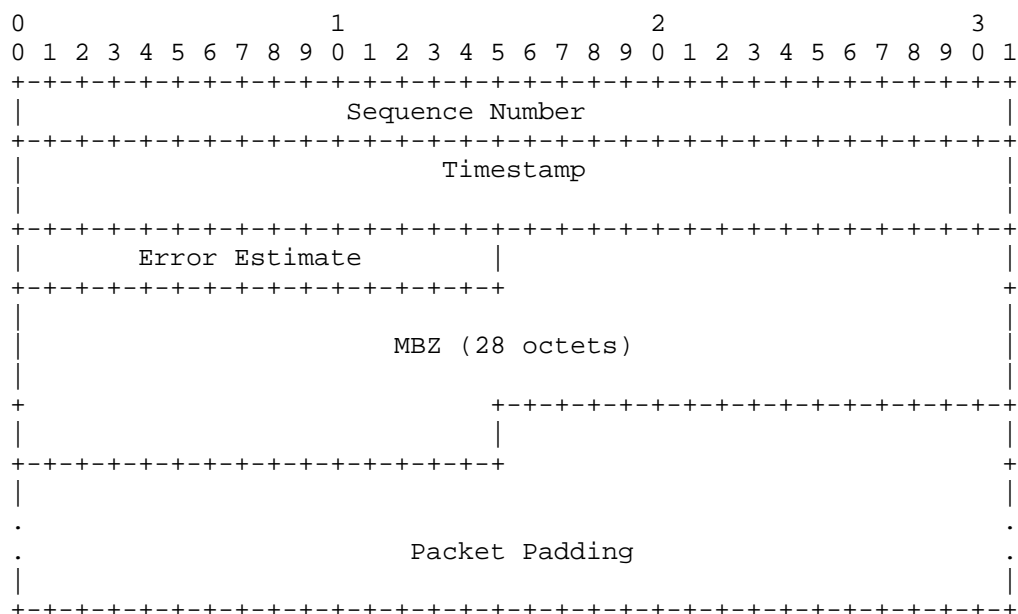 0                   1                   2                   3
0 1 2 3 4 5 6 7 8 9 0 1 2 3 4 5 6 7 8 9 0 1 2 3 4 5 6 7 8 9 0 1
Sequence Number
Timestamp
Error Estimate
MBZ (28 octets)
Packet Padding